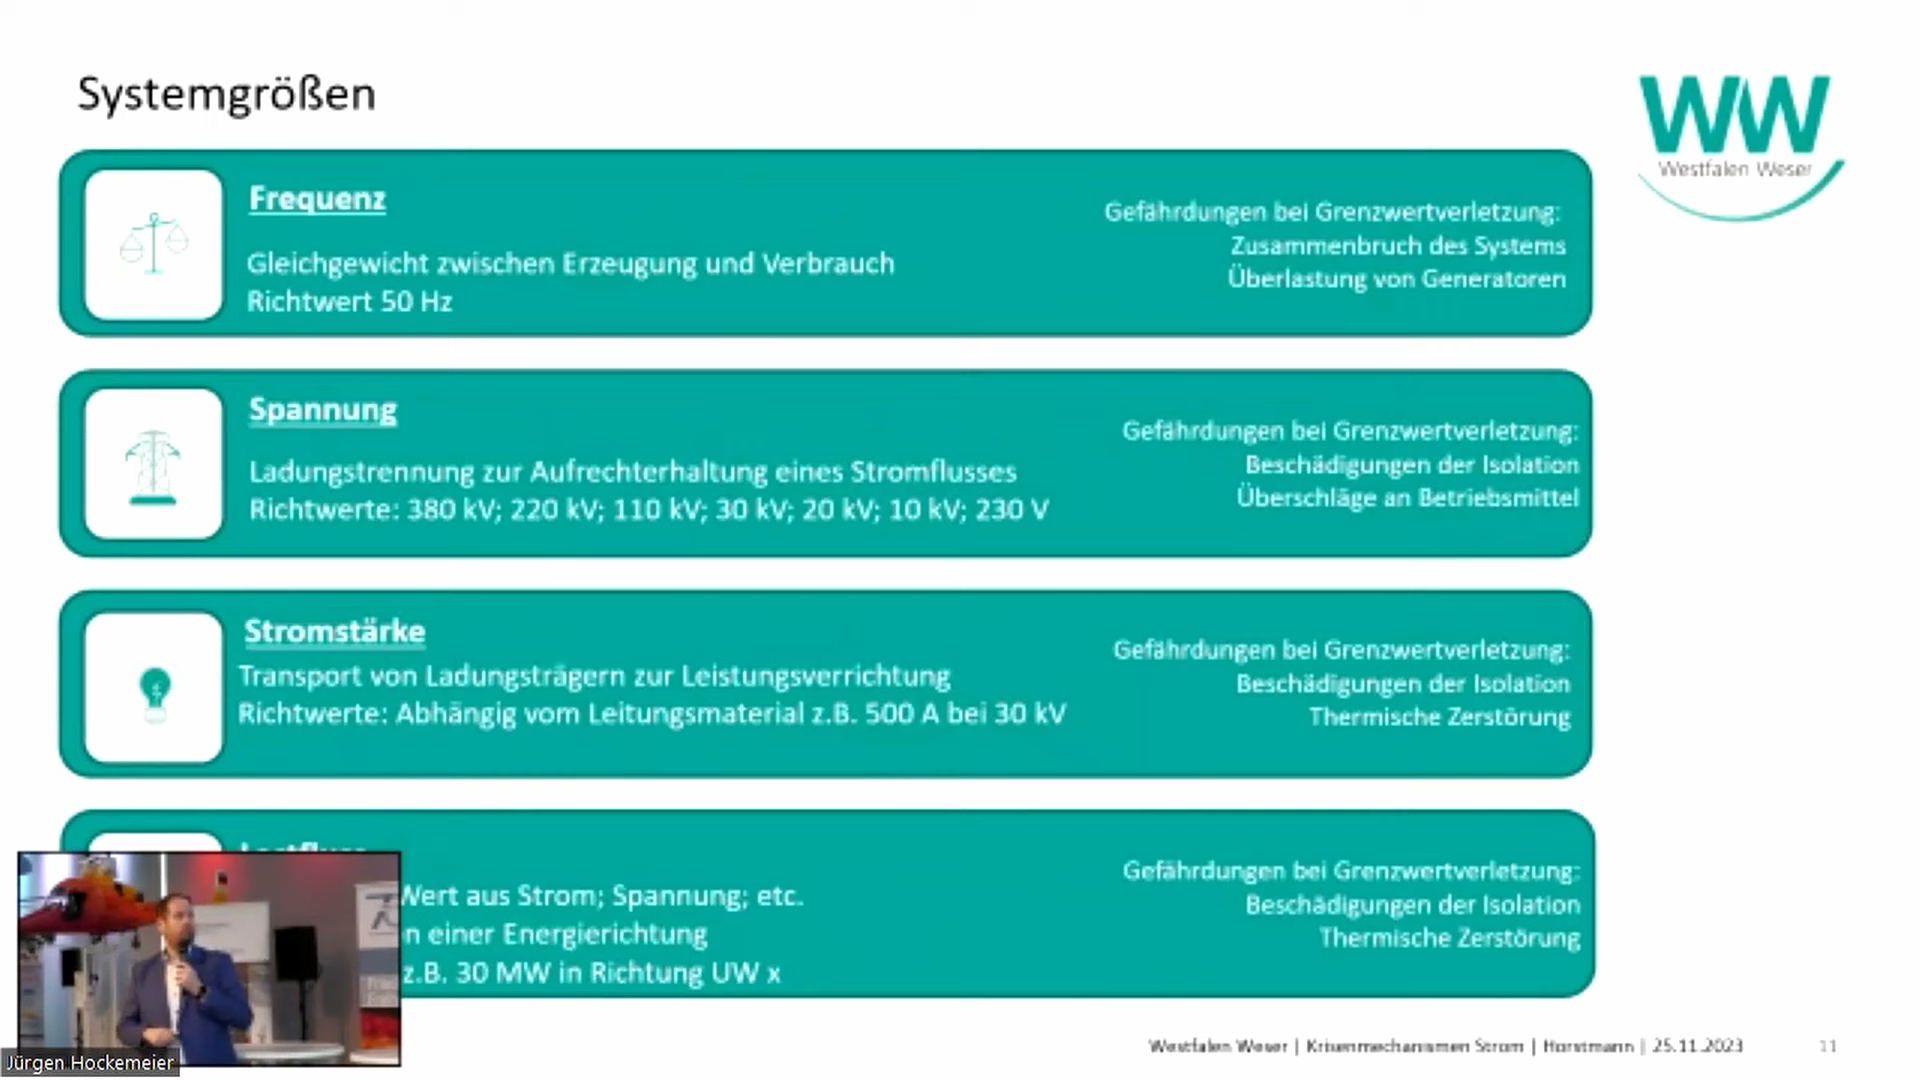 Systemgrößen
WW
Westfalen Weser
Frequenz
Gleichgewicht zwischen Erzeugung und Verbrauch
Richtwert 50 Hz
Gefährdungen bei Grenzwertverletzung:
Zusammenbruch des Systems
Überlastung von Generatoren
Spannung
Ladungstrennung zur Aufrechterhaltung eines Stromflusses
Richtwerte: 380 kV; 220 kV; 110 kV; 30 kV; 20 kV; 10 kV; 230 V
Gefährdungen bei Grenzwertverletzung:
Beschädigungen der Isolation
Überschläge an Betriebsmittel
Stromstärke
Transport von Ladungsträgern zur Leistungsverrichtung
Richtwerte: Abhängig vom Leitungsmaterial z.B. 500 A bei 30 kV
Gefährdungen bei Grenzwertverletzung:
Beschädigungen der Isolation
Thermische Zerstörung
Wert aus Strom; Spannung; etc.
n einer Energierichtung
z.B. 30 MW in Richtung UW x
Gefährdungen bei Grenzwertverletzung:
Beschädigungen der Isolation
Thermische Zerstörung
Jürgen Hockemeier
Westfalen Weser | Krisenmechanismen Strom | Horstmann | 25.11.2023
11